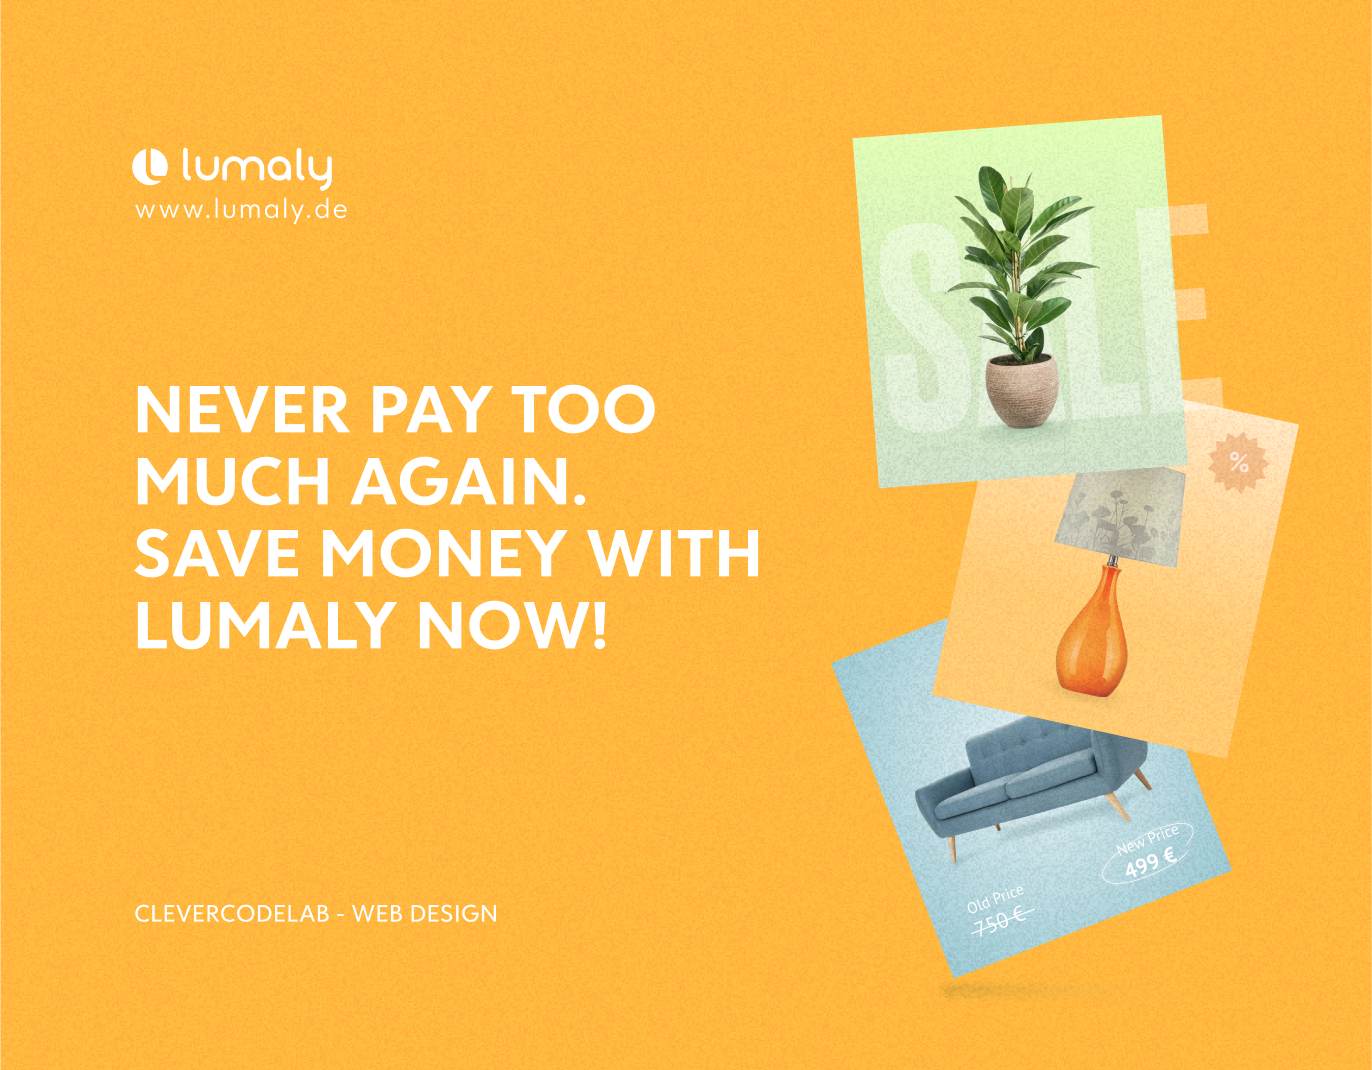 lumaly
www.lumaly.de
NEVER PAY TOO
MUCH AGAIN.
SAVE MONEY WITH
LUMALY NOW!
CLEVERCODELAB - WEB DESIGN
SALE
%
New Price
499 €
Old Price
750 €